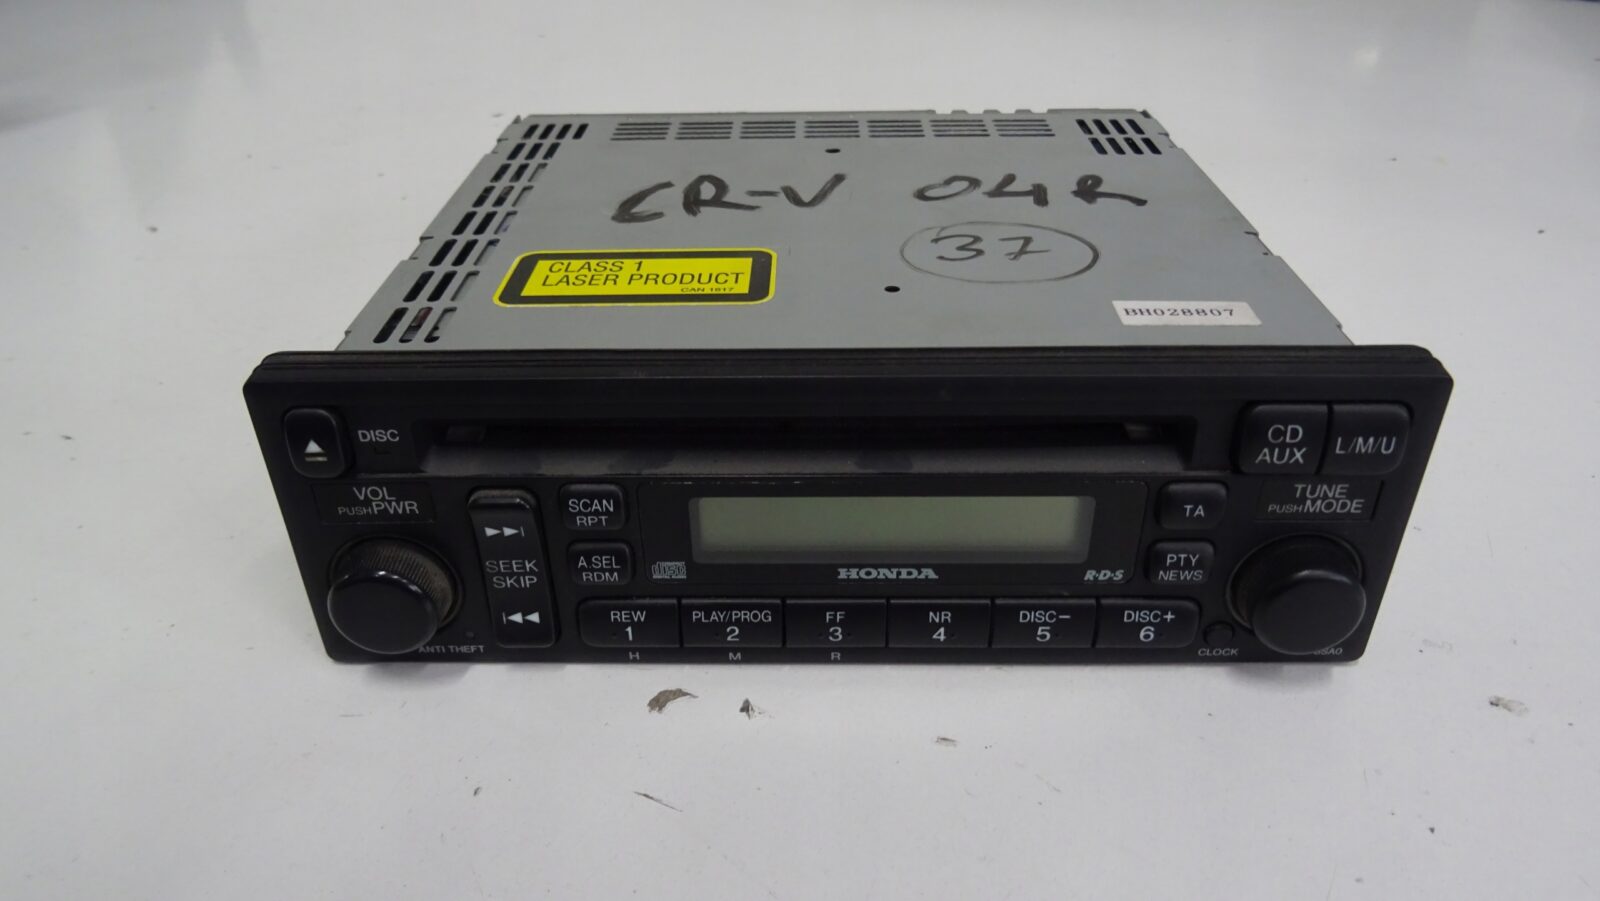 CR-V 04R
37
CLASS 1
LASER PRODUCT
CAN 1817
BH028807
DISC
CD
AUX
L/M/U
VOL
PUSH PWR
SCAN
RPT
TA
TUNE
PUSH MODE
SEEK
SKIP
A.SEL
RDM
HONDA
R·D·S
PTY
NEWS
REW
1
PLAY/PROG
2
FF
3
NR
4
DISC−
5
DISC+
6
ANTI THEFT
H
M
R
CLOCK